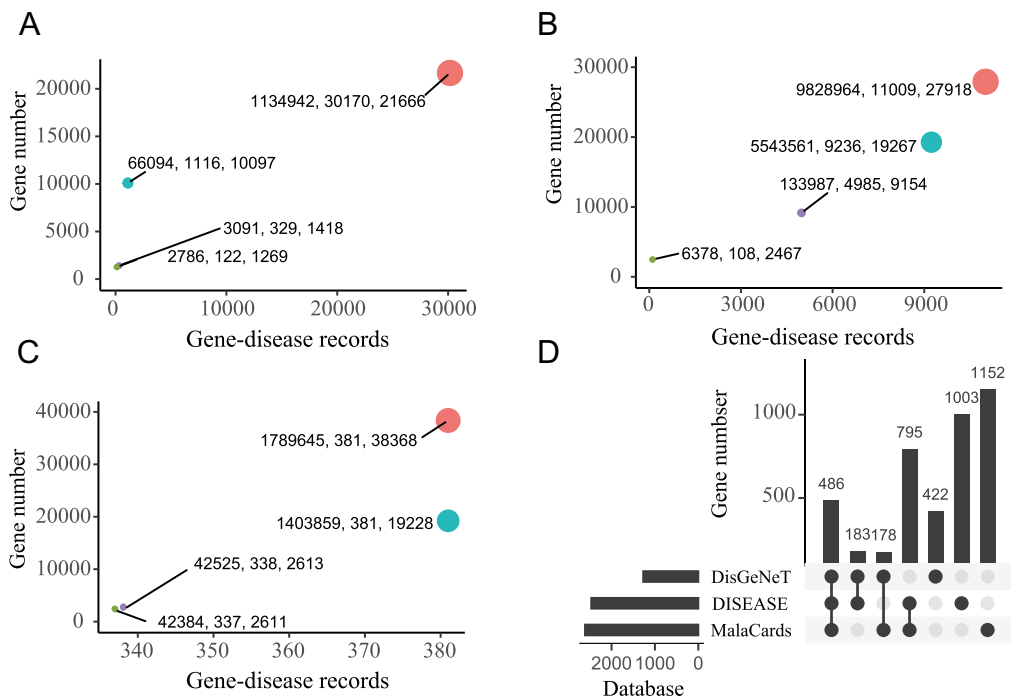 A
Gene number
20000
15000
10000
5000
0
1134942, 30170, 21666
66094, 1116, 10097
3091, 329, 1418
2786, 122, 1269
0
10000
20000
30000
Gene-disease records
B
Gene number
30000
20000
10000
0
9828964, 11009, 27918
5543561, 9236, 19267
133987, 4985, 9154
6378, 108, 2467
0
3000
6000
9000
Gene-disease records
C
Gene number
40000
30000
20000
10000
0
1789645, 381, 38368
1403859, 381, 19228
42525, 338, 2613
42384, 337, 2611
340
350
360
370
380
Gene-disease records
D
Gene numbser
1000
500
486
183
178
795
422
1003
1152
DisGeNeT
DISEASE
MalaCards
2000 1000 0
Database